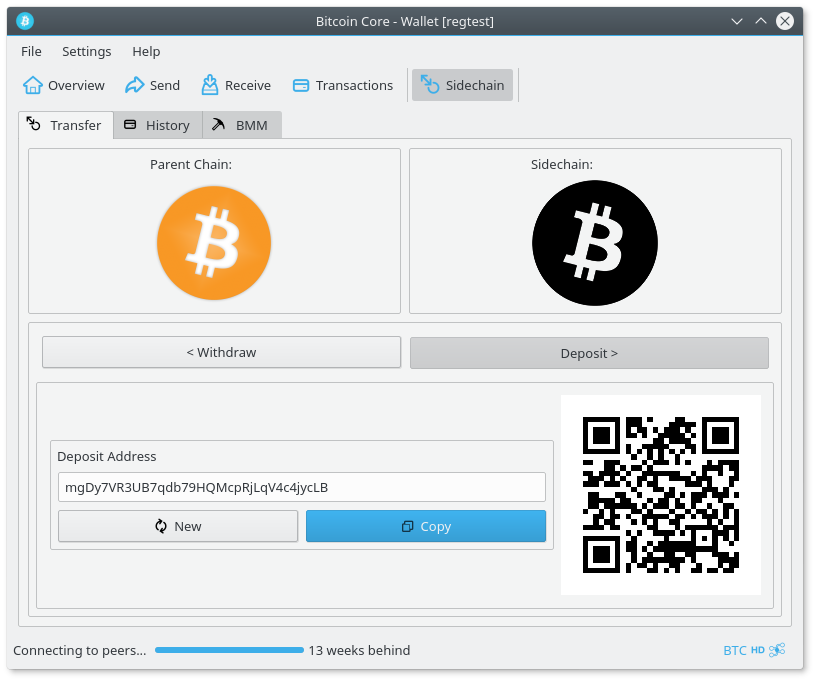 Bitcoin Core - Wallet [regtest]
File Settings Help
Overview Send Receive Transactions Sidechain
Transfer History BMM
Parent Chain: Sidechain:
< Withdraw Deposit >
Deposit Address
mgDy7VR3UB7qdb79HQMcpRjLqV4c4jycLB
New Copy
Connecting to peers... 13 weeks behind BTC HD